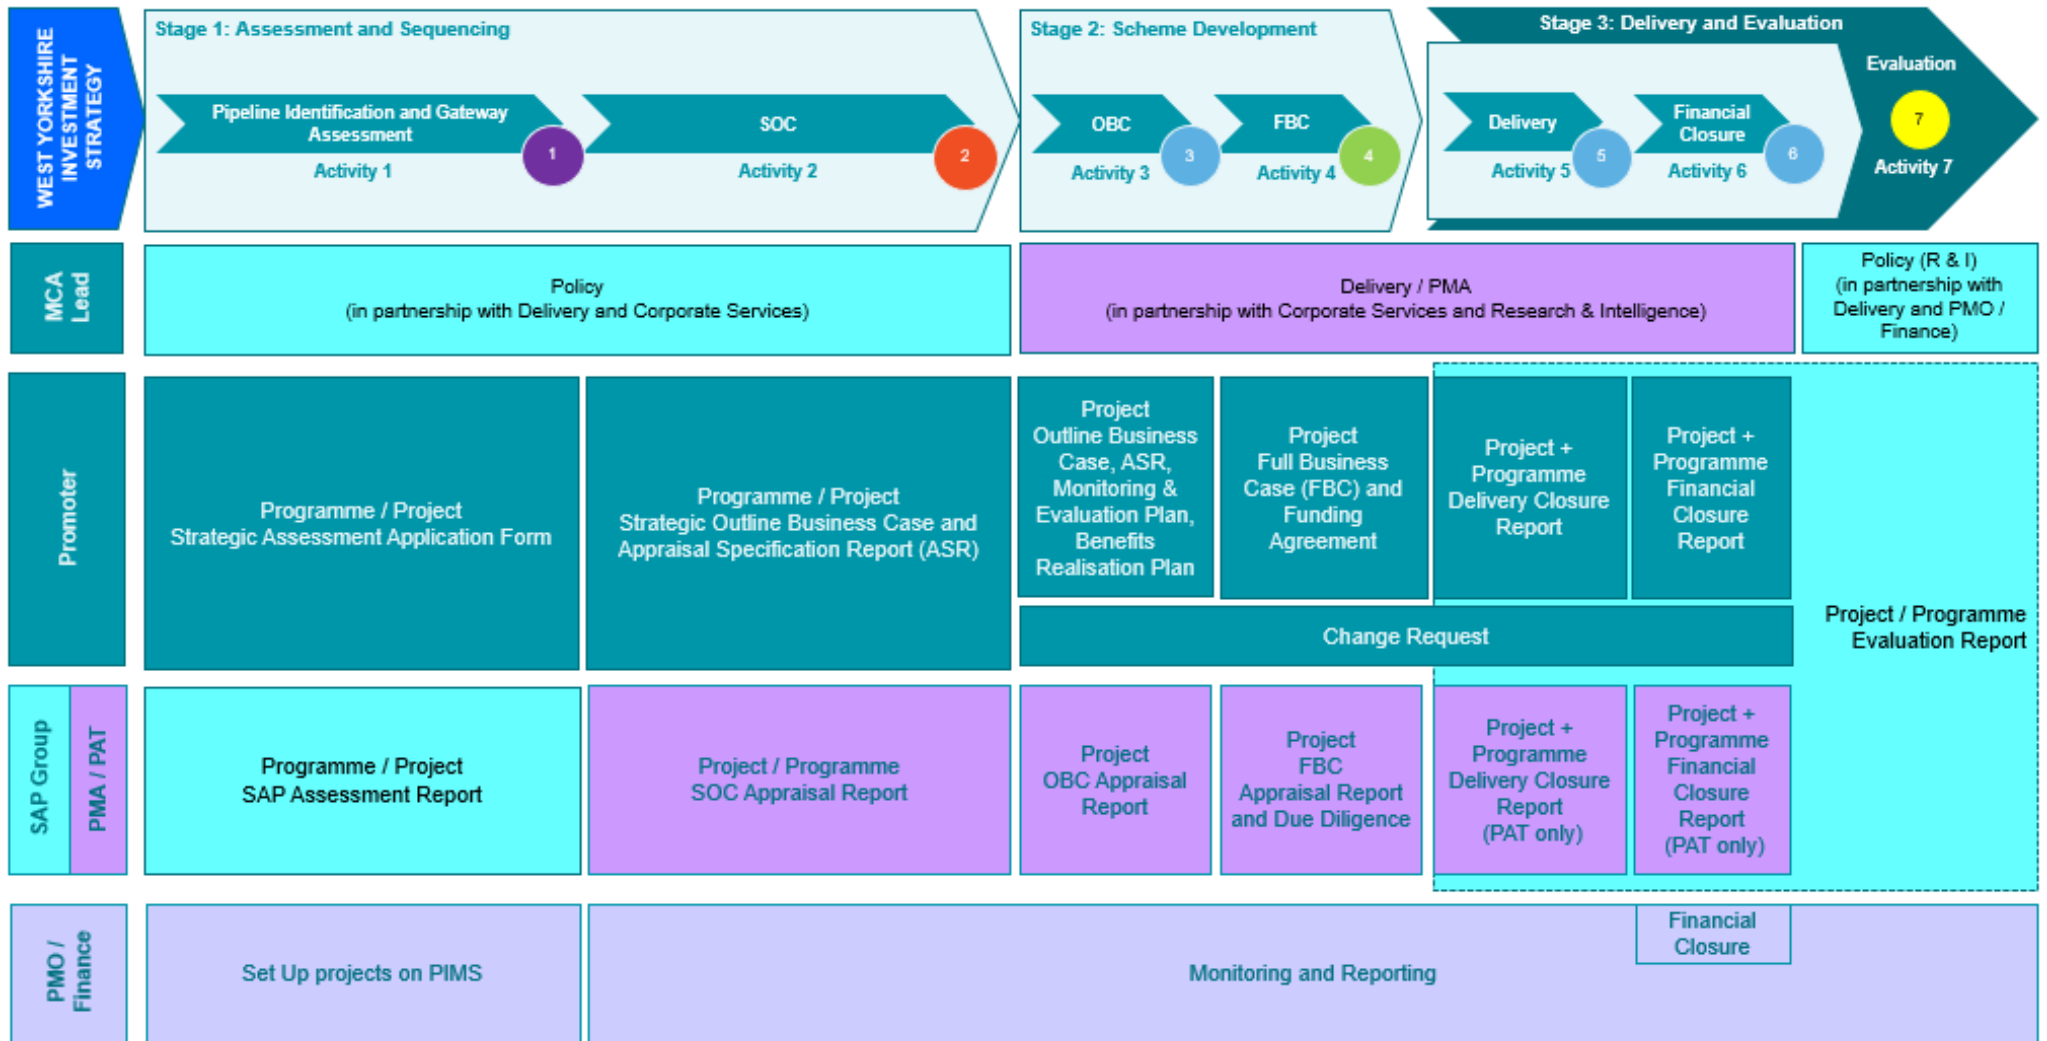 WEST YORKSHIRE
INVESTMENT
STRATEGY
Stage 1: Assessment and Sequencing
Pipeline Identification and Gateway
Assessment
1
Activity 1
SOC
2
Activity 2
Stage 2: Scheme Development
OBC
3
Activity 3
FBC
4
Activity 4
Stage 3: Delivery and Evaluation
Delivery
5
Activity 5
Financial
Closure
6
Activity 6
Evaluation
7
Activity 7
MCA
Lead
Policy
(in partnership with Delivery and Corporate Services)
Delivery / PMA
(in partnership with Corporate Services and Research & Intelligence)
Policy (R & I)
(in partnership with
Delivery and PMO /
Finance)
Promoter
Programme / Project
Strategic Assessment Application Form
Programme / Project
Strategic Outline Business Case and
Appraisal Specification Report (ASR)
Project
Outline Business
Case, ASR,
Monitoring &
Evaluation Plan,
Benefits
Realisation Plan
Project
Full Business
Case (FBC) and
Funding
Agreement
Project +
Programme
Delivery Closure
Report
Project +
Programme
Financial
Closure
Report
Change Request
Project / Programme
Evaluation Report
SAP Group
PMA / PAT
Programme / Project
SAP Assessment Report
Project / Programme
SOC Appraisal Report
Project
OBC Appraisal
Report
Project
FBC
Appraisal Report
and Due Diligence
Project +
Programme
Delivery Closure
Report
(PAT only)
Project +
Programme
Financial
Closure
Report
(PAT only)
PMO /
Finance
Set Up projects on PIMS
Monitoring and Reporting
Financial
Closure